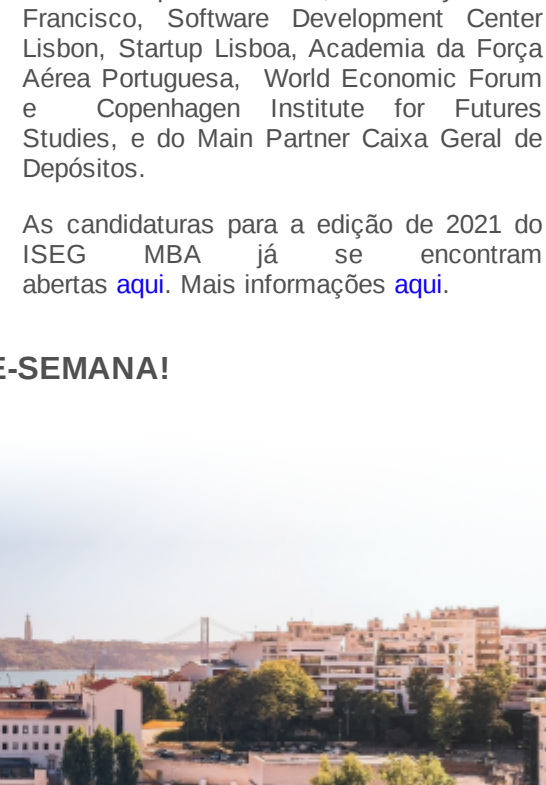 Francisco, Software Development Center
Lisbon, Startup Lisboa, Academia da Força
Aérea Portuguesa, World Economic Forum
e Copenhagen Institute for Futures
Studies, e do Main Partner Caixa Geral de
Depósitos.
As candidaturas para a edição de 2021 do
ISEG MBA já se encontram
abertas aqui. Mais informações aqui.
E-SEMANA!